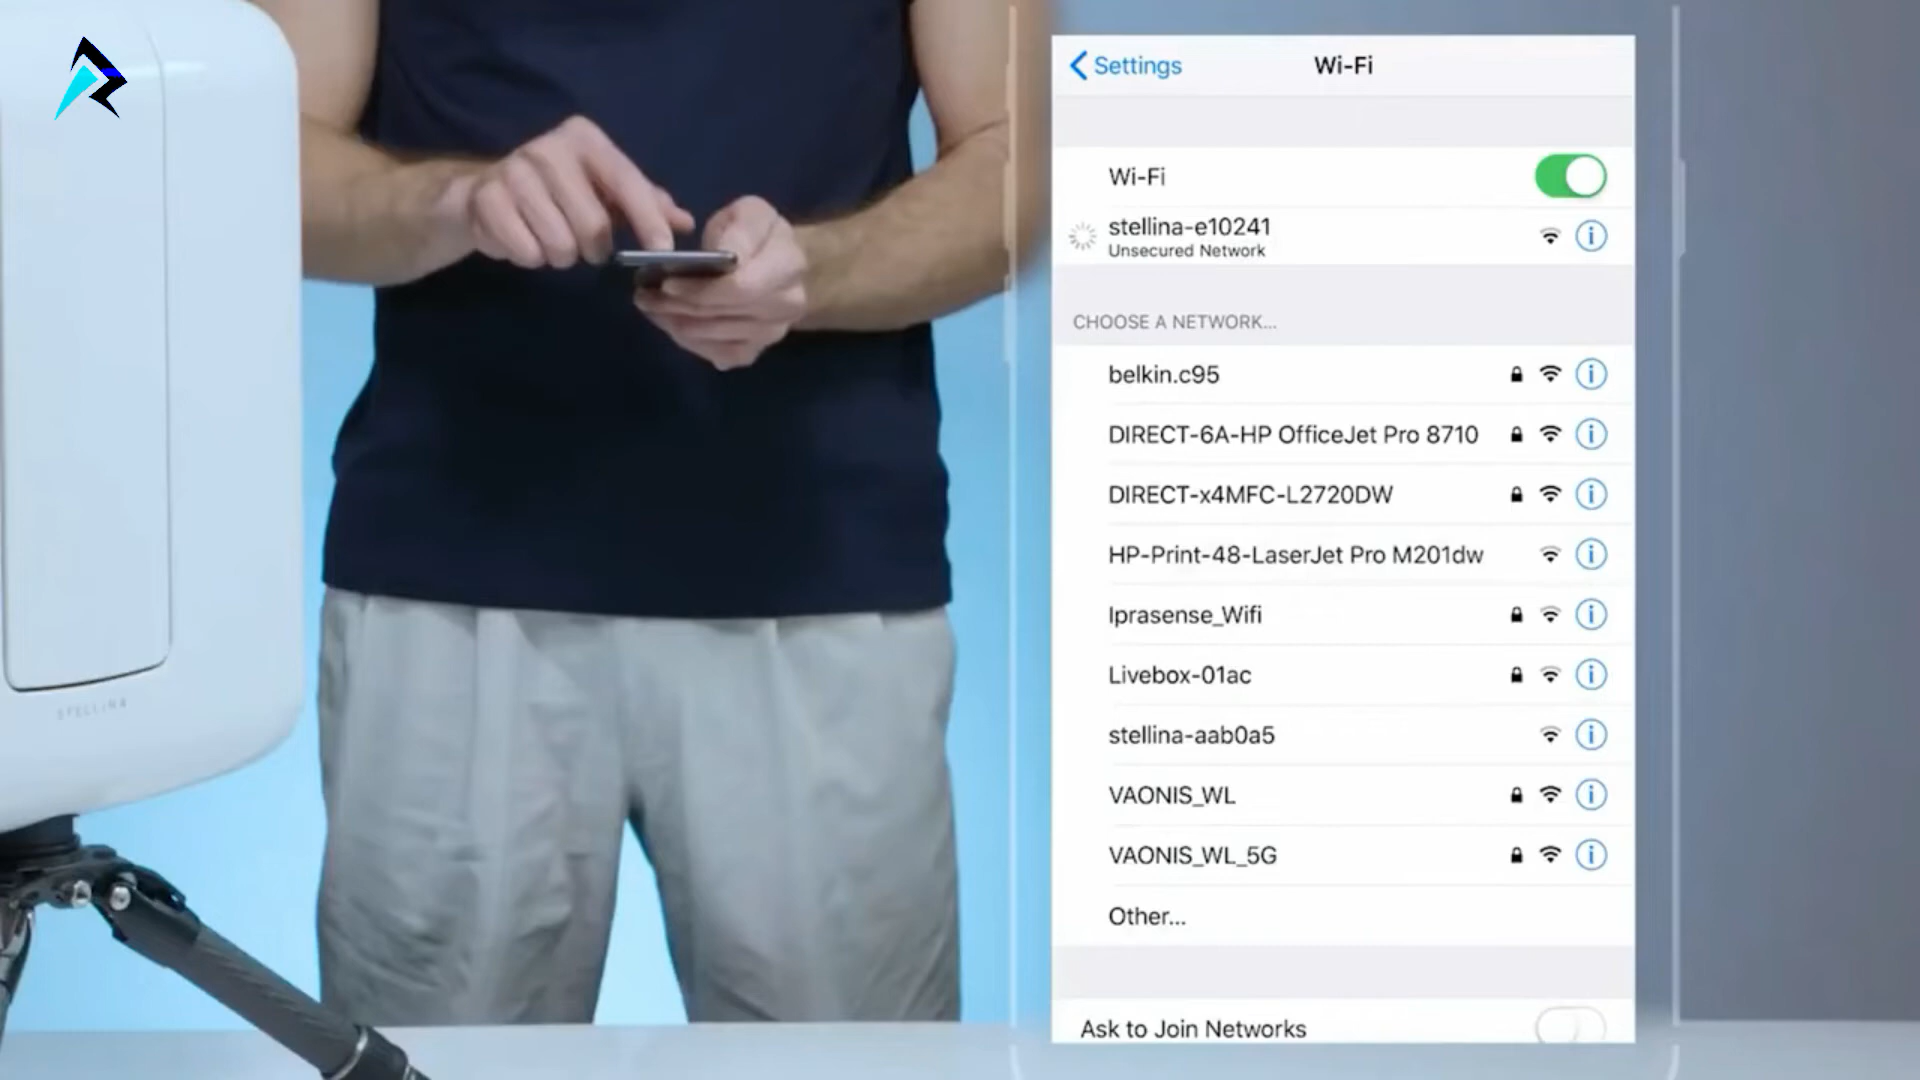 Settings
Wi-Fi
Wi-Fi
stellina-e10241
Unsecured Network
CHOOSE A NETWORK...
belkin.c95
DIRECT-6A-HP OfficeJet Pro 8710
DIRECT-x4MFC-L2720DW
HP-Print-48-LaserJet Pro M201dw
Iprasense_Wifi
Livebox-01ac
stellina-aab0a5
VAONIS_WL
VAONIS_WL_5G
Other...
Ask to Join Networks
STELLINA